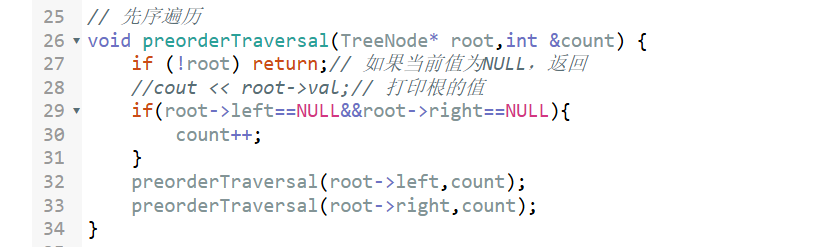 25 // 先序遍历
26 void preorderTraversal(TreeNode* root,int &count) {
27 if (!root) return;// 如果当前值为NULL，返回
28 //cout << root->val;// 打印根的值
29 if(root->left==NULL&&root->right==NULL){
30 count++;
31 }
32 preorderTraversal(root->left,count);
33 preorderTraversal(root->right,count);
34 }